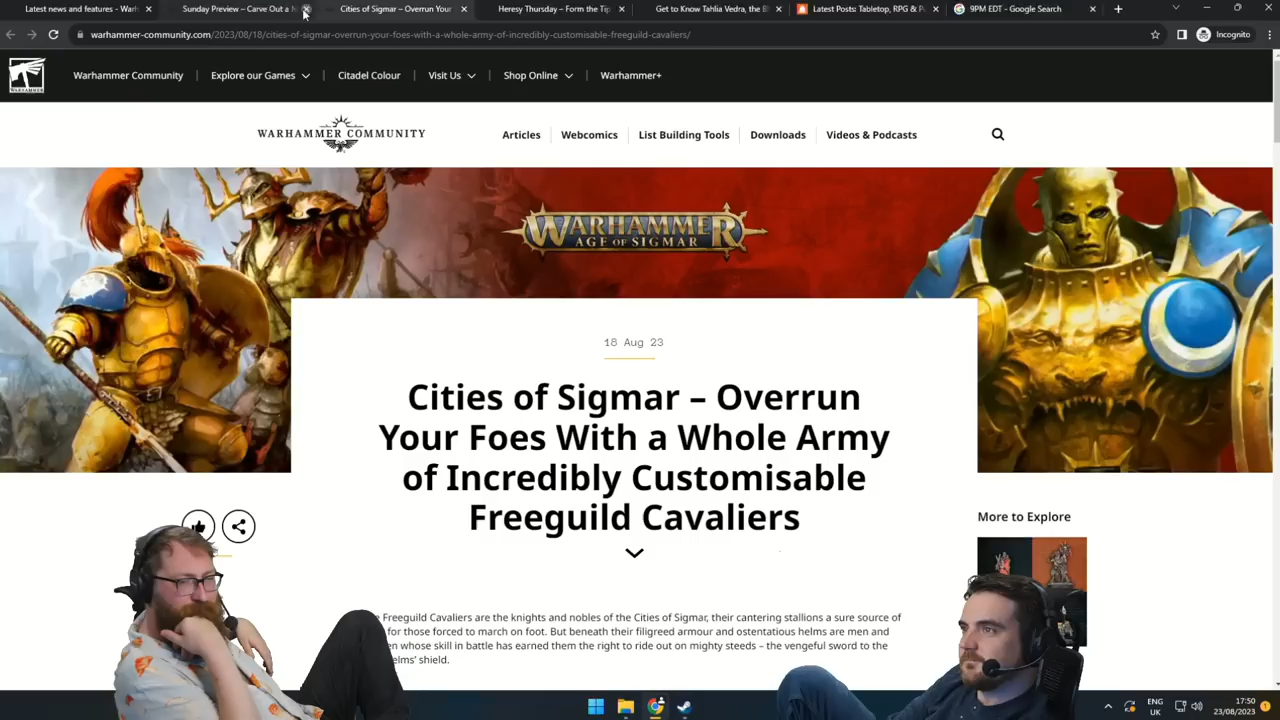 Latest news and features – Warh
Sunday Preview – Carve Out a N
Cities of Sigmar – Overrun Your
Heresy Thursday – Form the Tip
Get to Know Tahlia Vedra, the
Latest Posts: Tabletop, RPG & P
9PM EDT - Google Search
warhammer-community.com/2023/08/18/cities-of-sigmar-overrun-your-foes-with-a-whole-army-of-incredibly-customisable-freeguild-cavaliers/
Incognito
WARHAMMER
Warhammer Community
Explore our Games
Citadel Colour
Visit Us
Shop Online
Warhammer+
WARHAMMER COMMUNITY
Articles
Webcomics
List Building Tools
Downloads
Videos & Podcasts
WARHAMMER
AGE OF SIGMAR
18 Aug 23
Cities of Sigmar – Overrun
Your Foes With a Whole Army
of Incredibly Customisable
Freeguild Cavaliers
More to Explore
Freeguild Cavaliers are the knights and nobles of the Cities of Sigmar, their cantering stallions a sure source of
for those forced to march on foot. But beneath their filigreed armour and ostentatious helms are men and
whose skill in battle has earned them the right to ride out on mighty steeds – the vengeful sword to the
elms' shield.
ENG
UK
17:50
23/08/2023